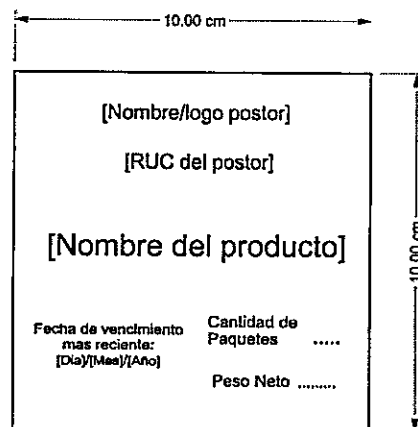 10.00 cm
[Nombre/logo postor]
[RUC del postor]
[Nombre del producto]
Fecha de vencimiento
mas reciente:
[Día]/[Mes]/[Año]
Cantidad de
Paquetes .....
Peso Neto .........
10.00 cm